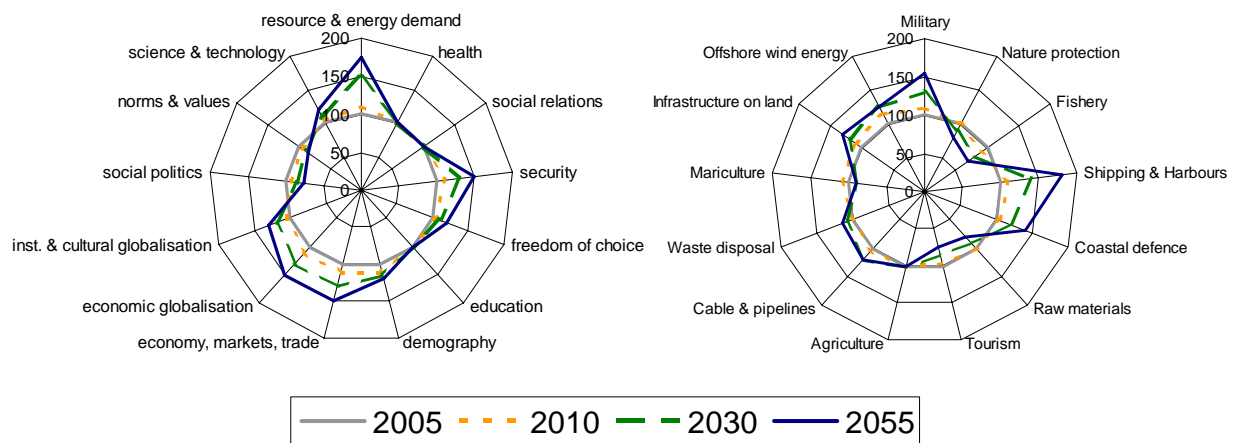 resource & energy demand
health
social relations
security
freedom of choice
education
demography
economy, markets, trade
economic globalisation
inst. & cultural globalisation
social politics
norms & values
science & technology
200
150
100
50
0
Military
Nature protection
Fishery
Shipping & Harbours
Coastal defence
Raw materials
Tourism
Agriculture
Cable & pipelines
Waste disposal
Mariculture
Infrastructure on land
Offshore wind energy
200
150
100
50
0
2005 2010 2030 2055